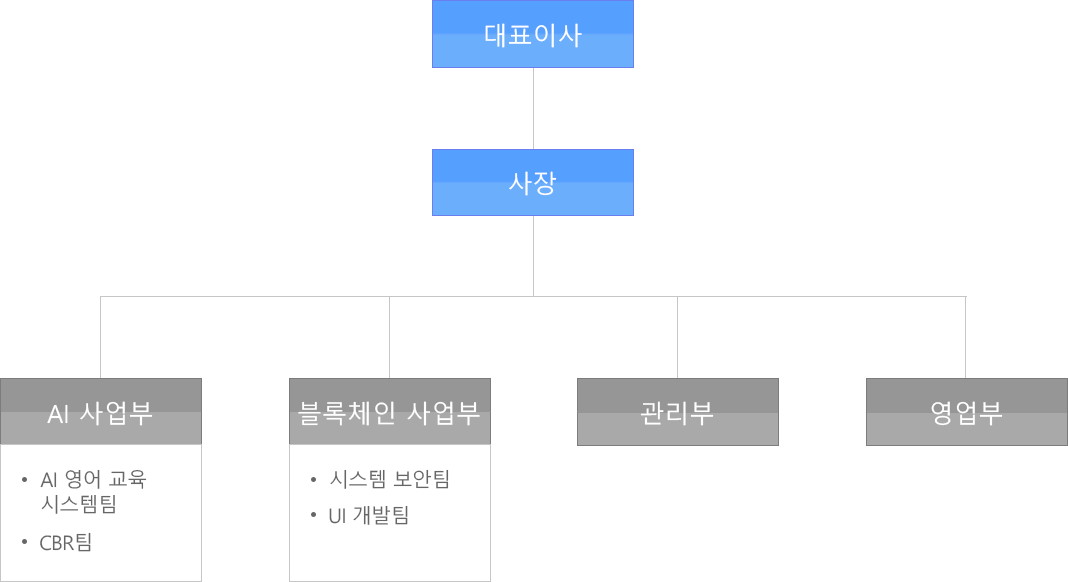 대표이사
사장
AI 사업부
블록체인 사업부
관리부
영업부
• AI 영어 교육
시스템팀
• CBR팀
• 시스템 보안팀
• UI 개발팀